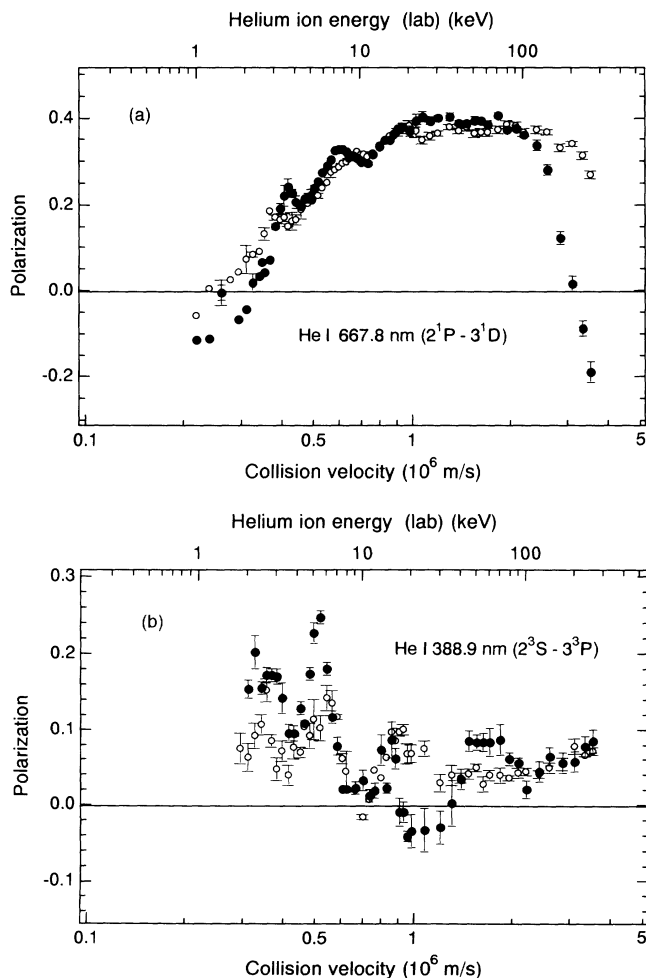 Helium ion energy (lab) (keV)
1 10 100
(a)
0.4
0.2
0.0
-0.2
Polarization
He I 667.8 nm (2¹P - 3¹D)
0.1 0.5 1 5
Collision velocity (10⁶ m/s)
Helium ion energy (lab) (keV)
1 10 100
0.3
(b)
He I 388.9 nm (2³S - 3³P)
0.2
0.1
0.0
-0.1
Polarization
0.1 0.5 1 5
Collision velocity (10⁶ m/s)